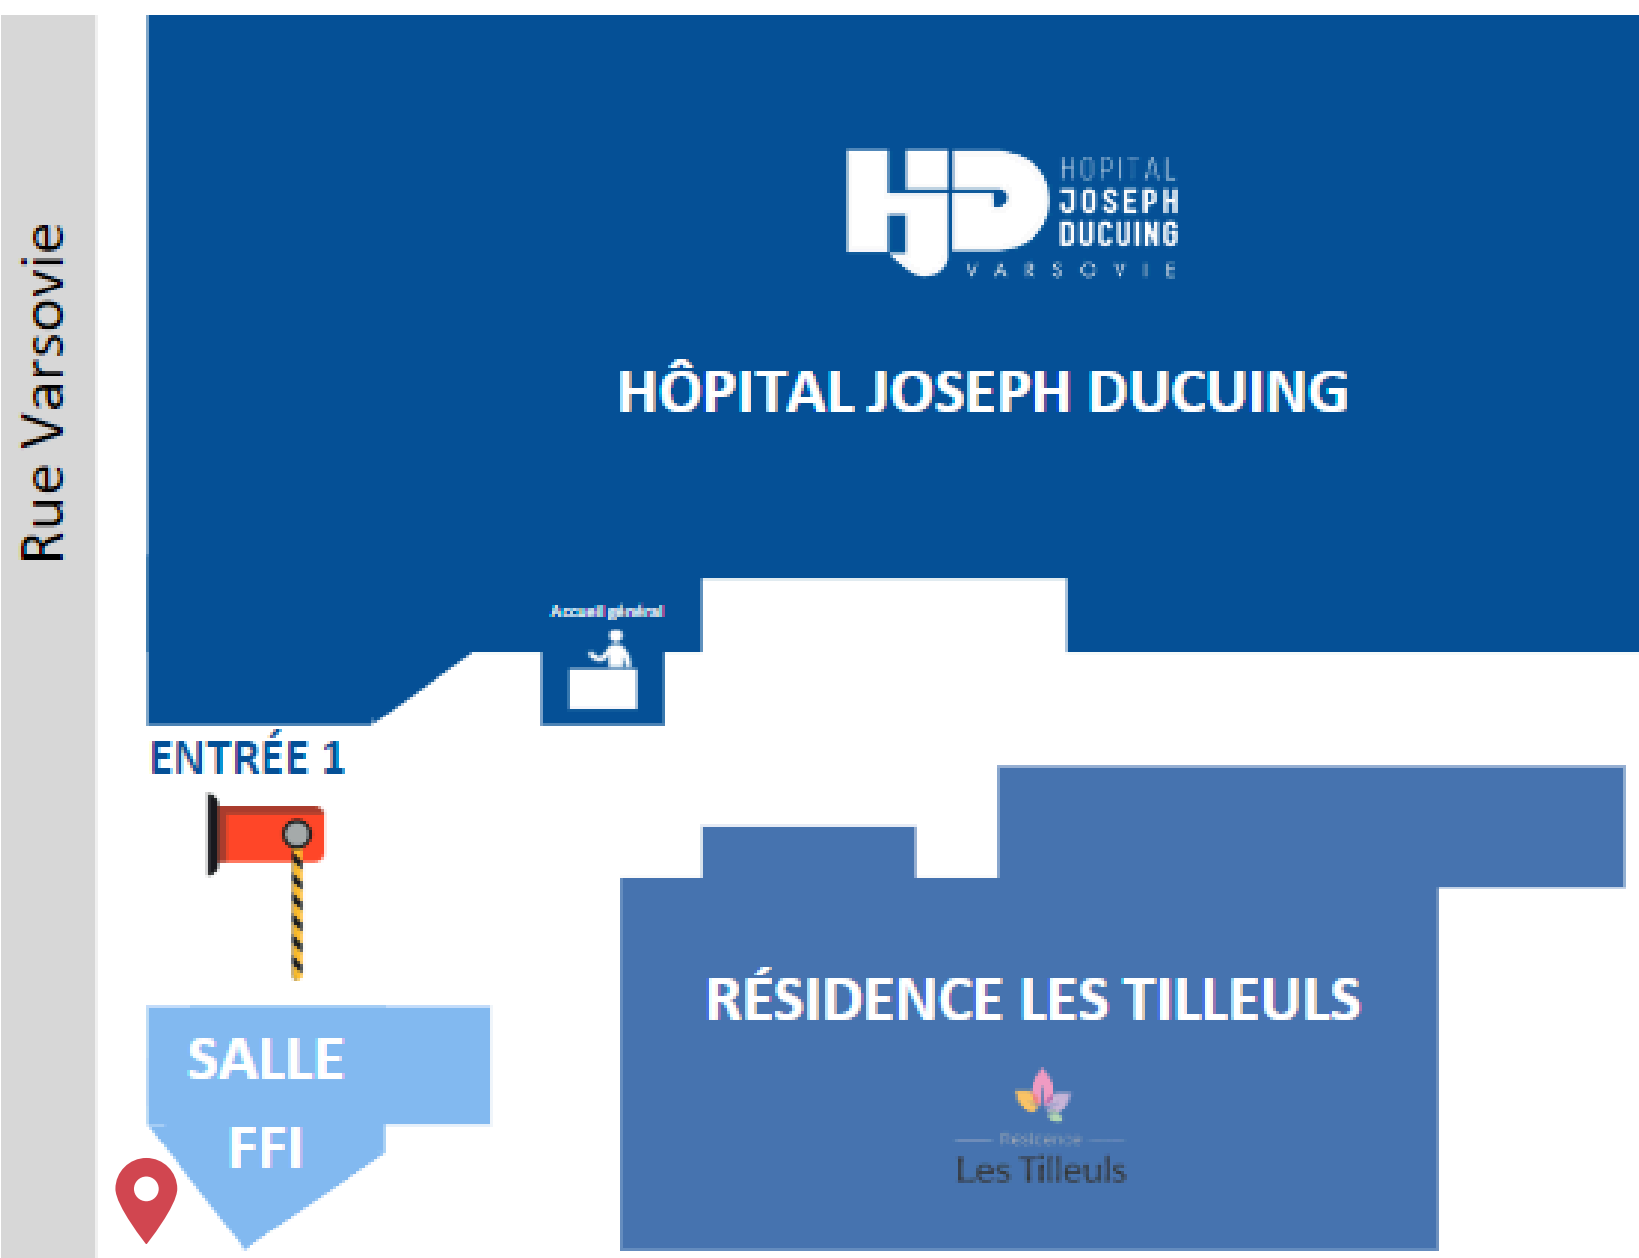 Rue Varsovie
HOPITAL
JOSEPH
DUCUING
VARSOVIE
HÔPITAL JOSEPH DUCUING
Accueil général
ENTRÉE 1
RÉSIDENCE LES TILLEULS
SALLE
FFI
Résidence
Les Tilleuls